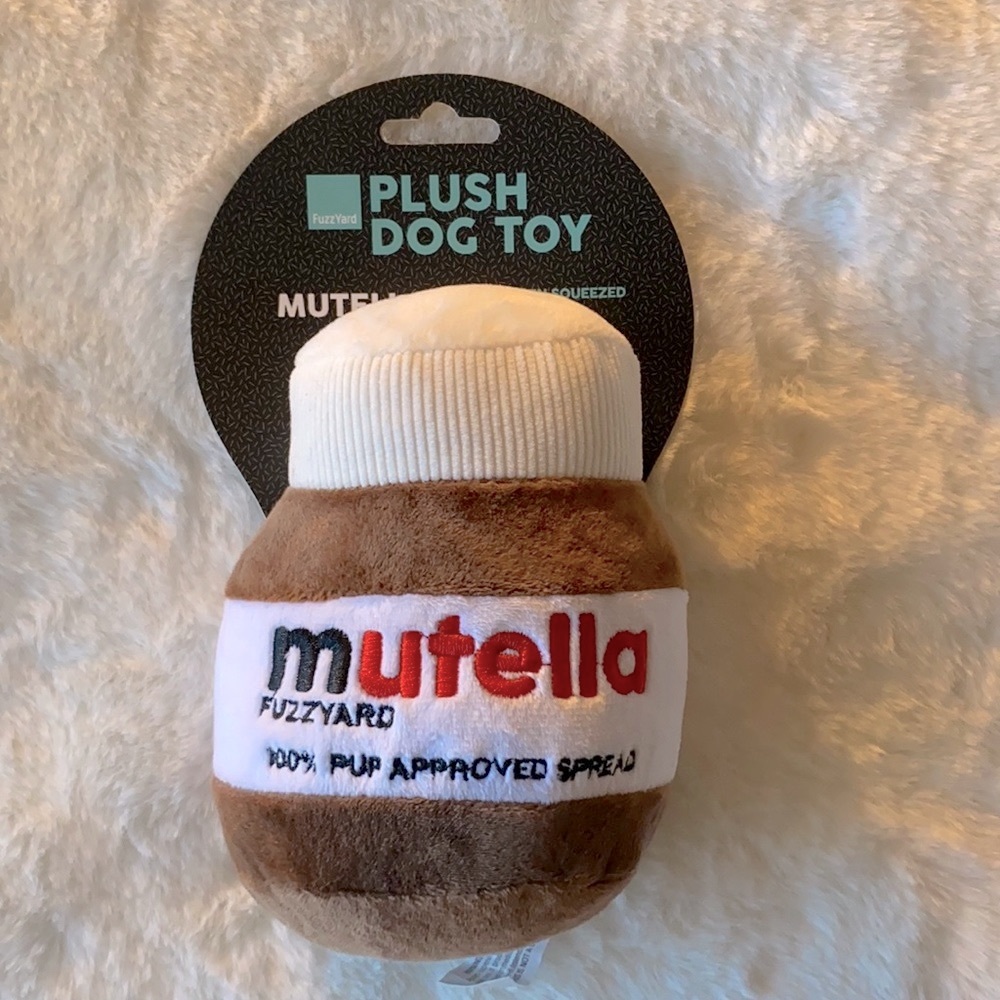 FuzzYard
PLUSH
DOG TOY
SQUEEZED
mutella
FUZZYARD
100% PUP APPROVED SPREAD